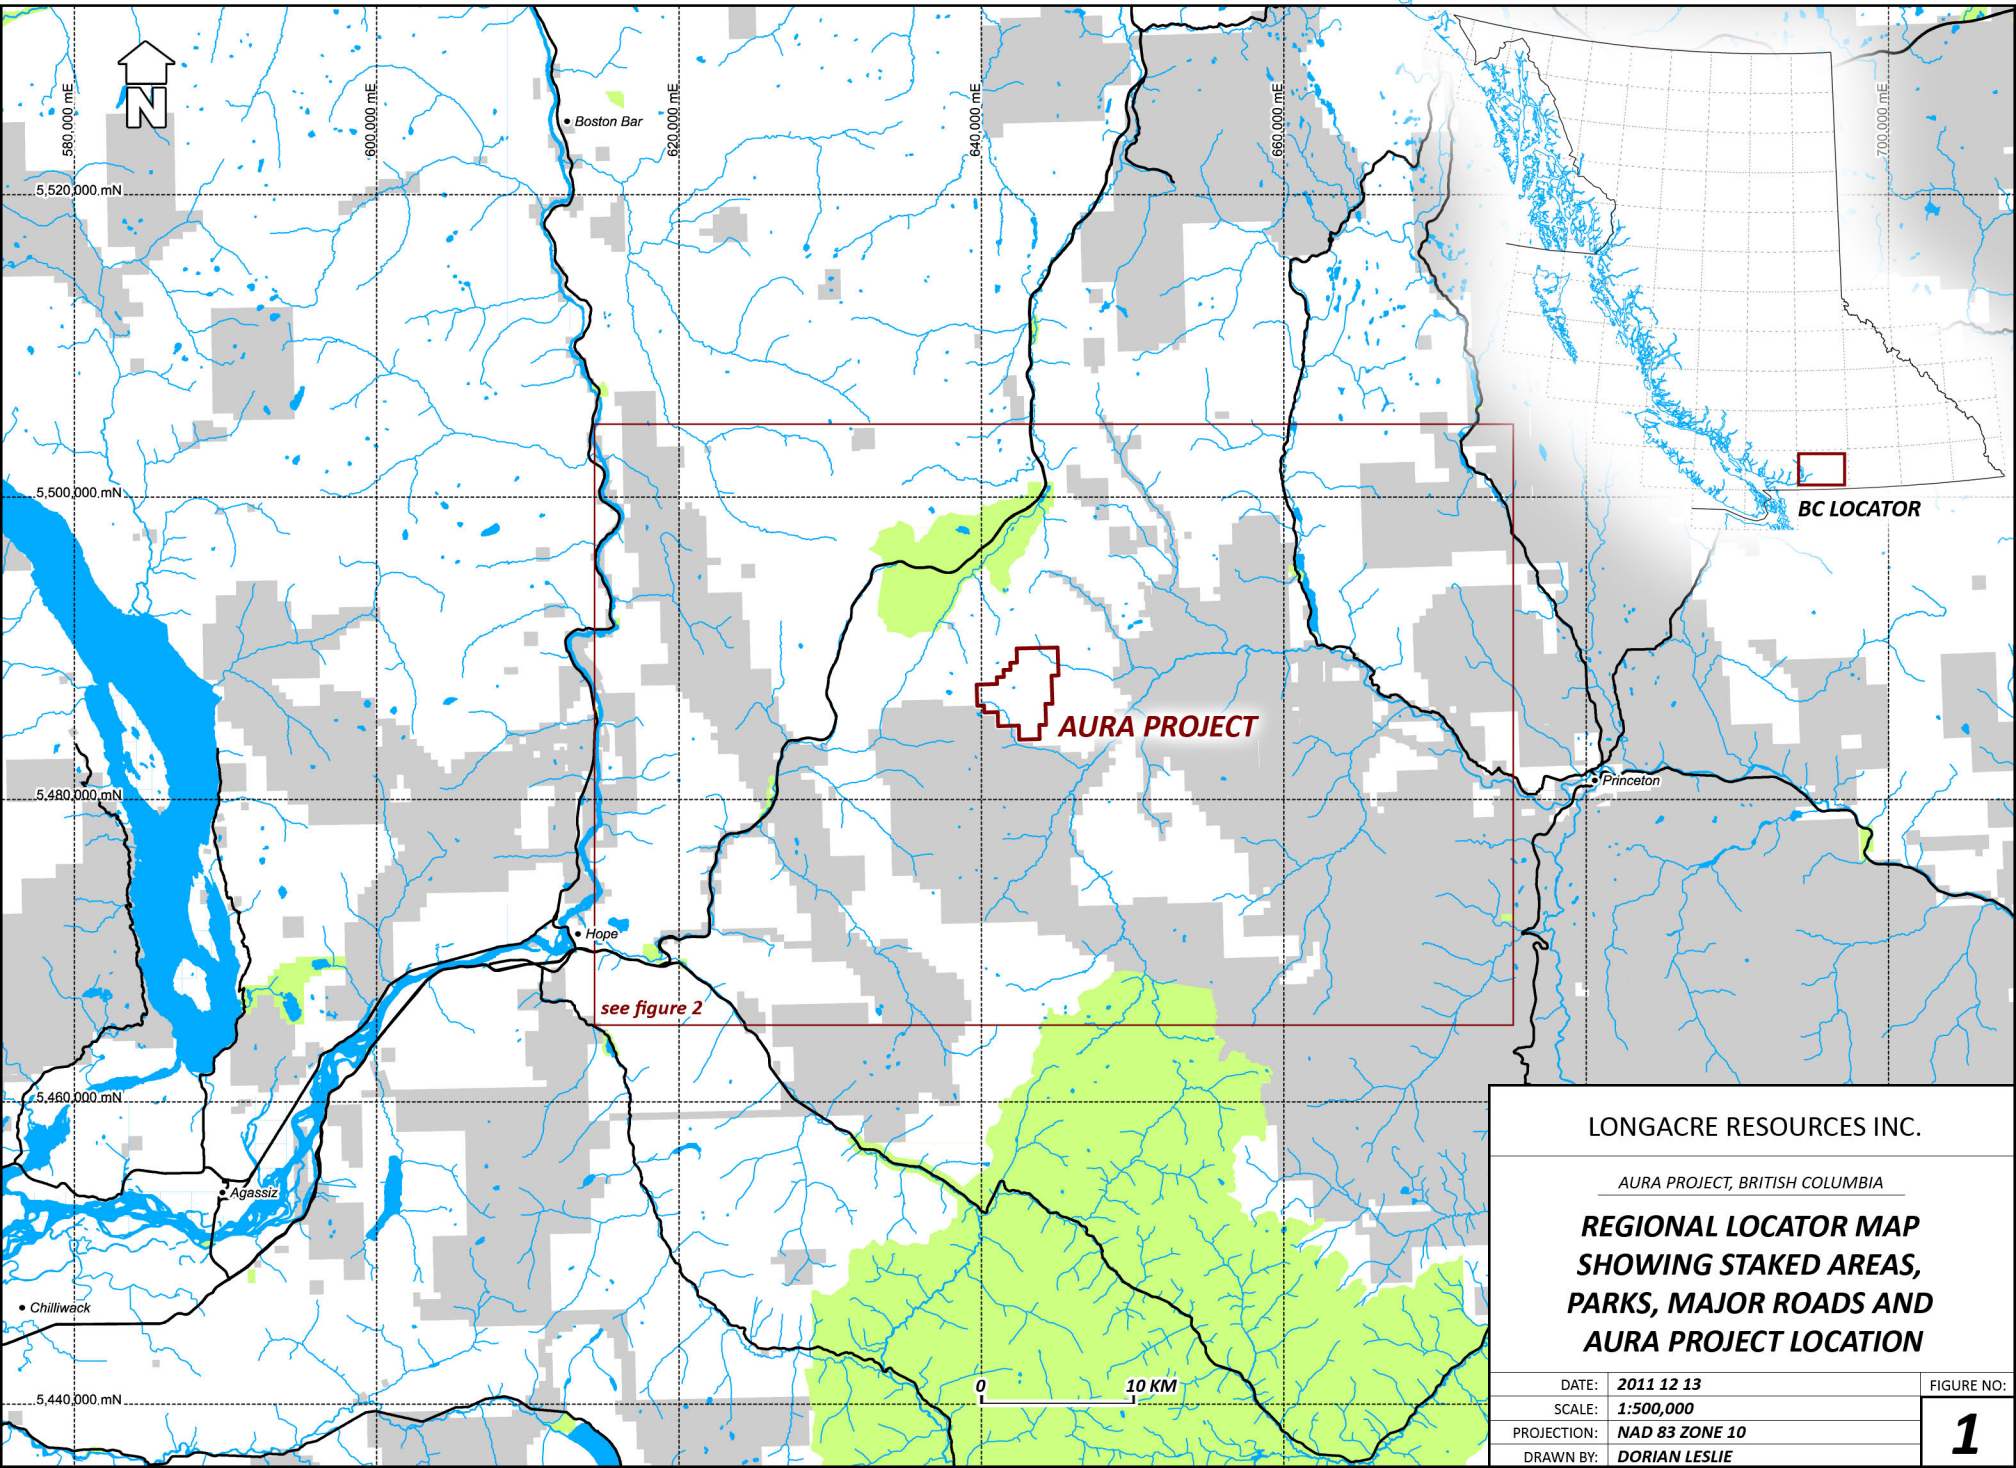 N
580,000 mE
600,000 mE
620,000 mE
640,000 mE
660,000 mE
700,000 mE
Boston Bar
5,520,000 mN
5,500,000 mN
BC LOCATOR
AURA PROJECT
Princeton
5,480,000 mN
Hope
see figure 2
5,460,000 mN
Agassiz
Chilliwack
5,440,000 mN
0 10 KM
LONGACRE RESOURCES INC.
AURA PROJECT, BRITISH COLUMBIA
REGIONAL LOCATOR MAP
SHOWING STAKED AREAS,
PARKS, MAJOR ROADS AND
AURA PROJECT LOCATION
DATE: 2011 12 13
SCALE: 1:500,000
PROJECTION: NAD 83 ZONE 10
DRAWN BY: DORIAN LESLIE
FIGURE NO:
1